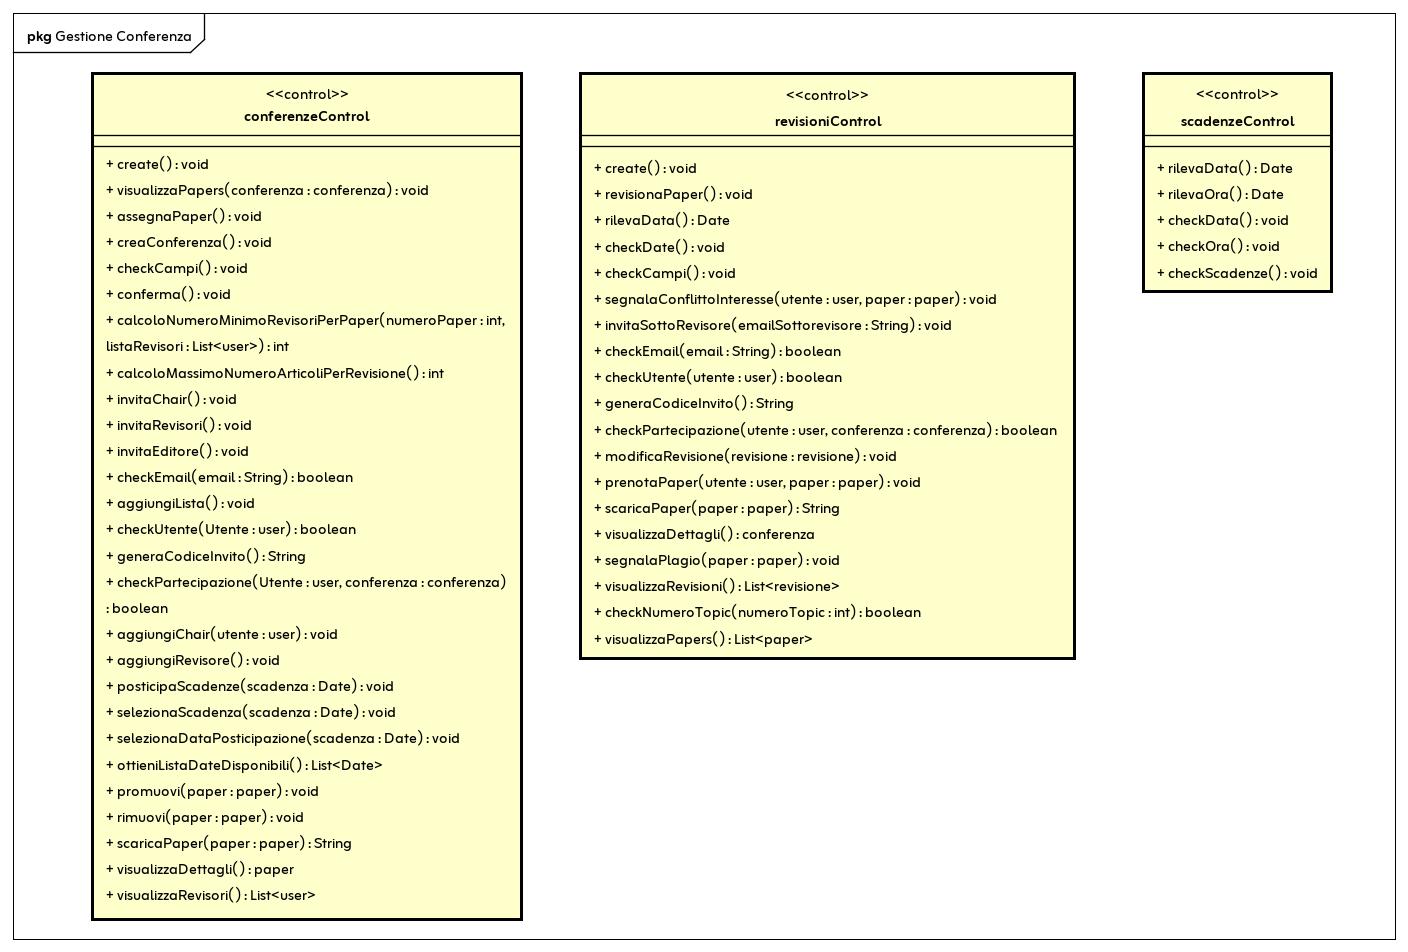 pkg Gestione Conferenza
<<control>>
conferenzeControl
+ create() : void
+ visualizzaPapers(conferenza : conferenza) : void
+ assegnaPaper() : void
+ creaConferenza() : void
+ checkCampi() : void
+ conferma() : void
+ calcoloNumeroMinimoRevisoriPerPaper(numeroPaper : int,
listaRevisori : List<user>) : int
+ calcoloMassimoNumeroArticoliPerRevisione() : int
+ invitaChair() : void
+ invitaRevisori() : void
+ invitaEditore() : void
+ checkEmail(email : String) : boolean
+ aggiungiLista() : void
+ checkUtente(Utente : user) : boolean
+ generaCodiceInvito() : String
+ checkPartecipazione(Utente : user, conferenza : conferenza)
: boolean
+ aggiungiChair(utente : user) : void
+ aggiungiRevisore() : void
+ posticipaScadenze(scadenza : Date) : void
+ selezionaScadenza(scadenza : Date) : void
+ selezionaDataPosticipazione(scadenza : Date) : void
+ ottieniListaDateDisponibili() : List<Date>
+ promuovi(paper : paper) : void
+ rimuovi(paper : paper) : void
+ scaricaPaper(paper : paper) : String
+ visualizzaDettagli() : paper
+ visualizzaRevisori() : List<user>
<<control>>
revisioniControl
+ create() : void
+ revisionaPaper() : void
+ rilevaData() : Date
+ checkDate() : void
+ checkCampi() : void
+ segnalaConflittoInteresse(utente : user, paper : paper) : void
+ invitaSottoRevisore(emailSottorevisore : String) : void
+ checkEmail(email : String) : boolean
+ checkUtente(utente : user) : boolean
+ generaCodiceInvito() : String
+ checkPartecipazione(utente : user, conferenza : conferenza) : boolean
+ modificaRevisione(revisione : revisione) : void
+ prenotaPaper(utente : user, paper : paper) : void
+ scaricaPaper(paper : paper) : String
+ visualizzaDettagli() : conferenza
+ segnalaPlagio(paper : paper) : void
+ visualizzaRevisioni() : List<revisione>
+ checkNumeroTopic(numeroTopic : int) : boolean
+ visualizzaPapers() : List<paper>
<<control>>
scadenzeControl
+ rilevaData() : Date
+ rilevaOra() : Date
+ checkData() : void
+ checkOra() : void
+ checkScadenze() : void